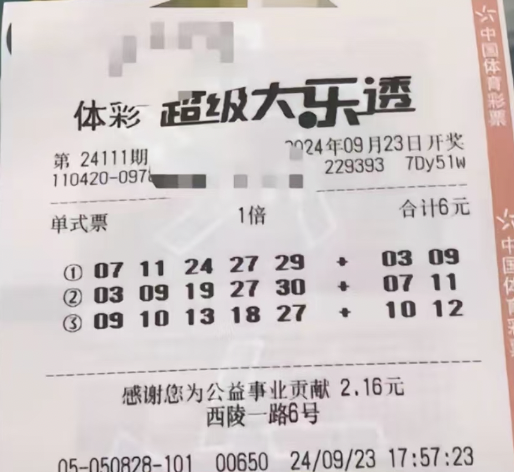 体彩 超级大乐透
第 24111期 2024年09月23日开奖
110420-097 229393 7Dy51W
单式票 1倍 合计6元
① 07 11 24 27 29 + 03 09
② 03 09 19 27 30 + 07 11
③ 09 10 13 18 27 + 10 12
感谢您为公益事业贡献 2.16元
西陵一路6号
05-050828-101 00650 24/09/23 17:57:23
中国体育彩票
中国体